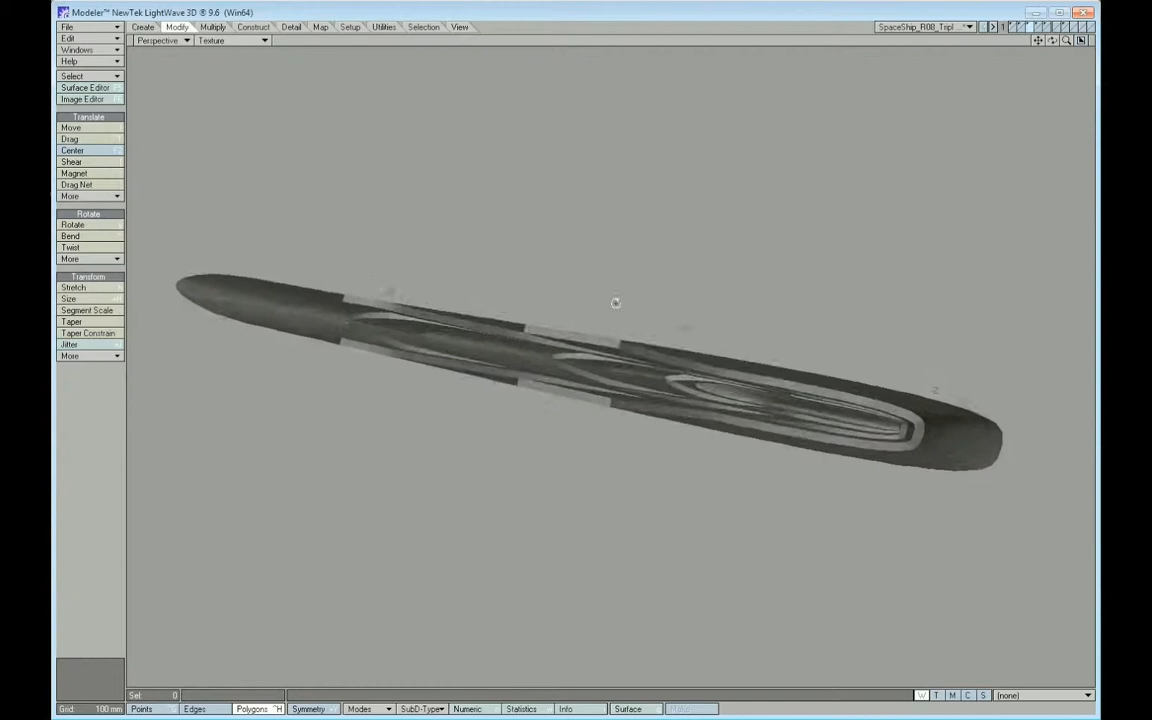 Modeler™ NewTek LightWave 3D ® 9.6 (Win64)
File
Create Modify Multiply Construct Detail Map Setup Utilities Selection View
SpaceShip_R08_Tripl ...* 1
Edit
Perspective Texture
Windows
Help
Select
Surface Editor
Image Editor
Translate
Move
Drag
Center
Shear
Magnet
Drag Net
More
Rotate
Rotate
Bend
Twist
More
Transform
Stretch
Size
Segment Scale
Taper
Taper Constrain
Jitter
More
Z
Sel: 0
W T M C S (none)
Grid: 100 mm Points Edges Polygons ^H Symmetry Modes SubD-Type Numeric Statistics Info Surface